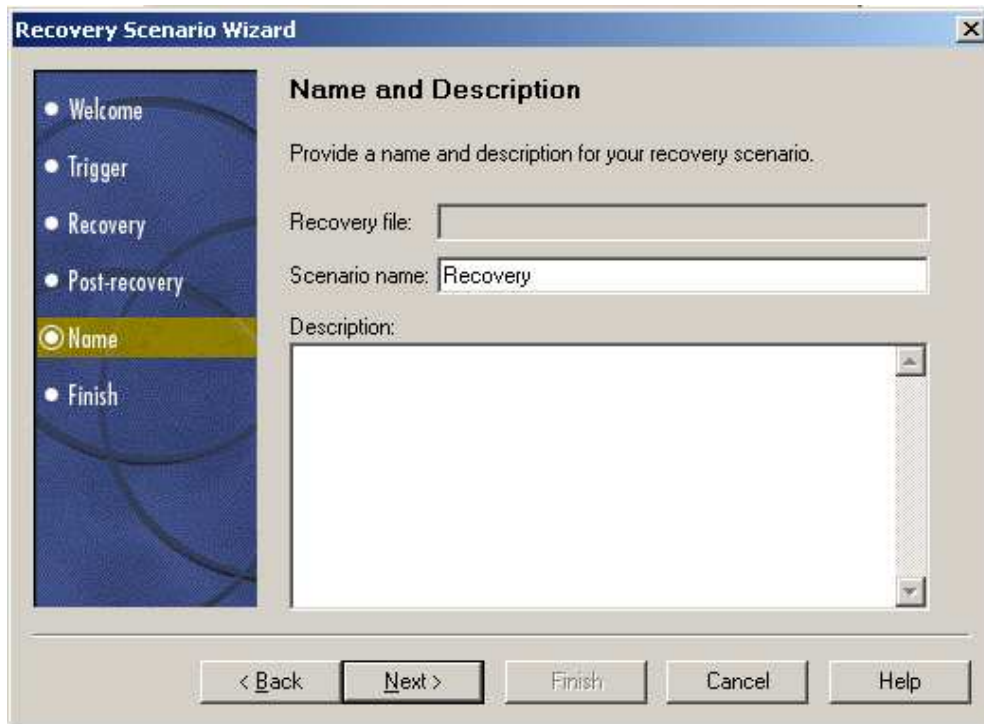 Recovery Scenario Wizard
Welcome
Trigger
Recovery
Post-recovery
Name
Finish
Name and Description
Provide a name and description for your recovery scenario.
Recovery file:
Scenario name: Recovery
Description:
< Back Next > Finish Cancel Help